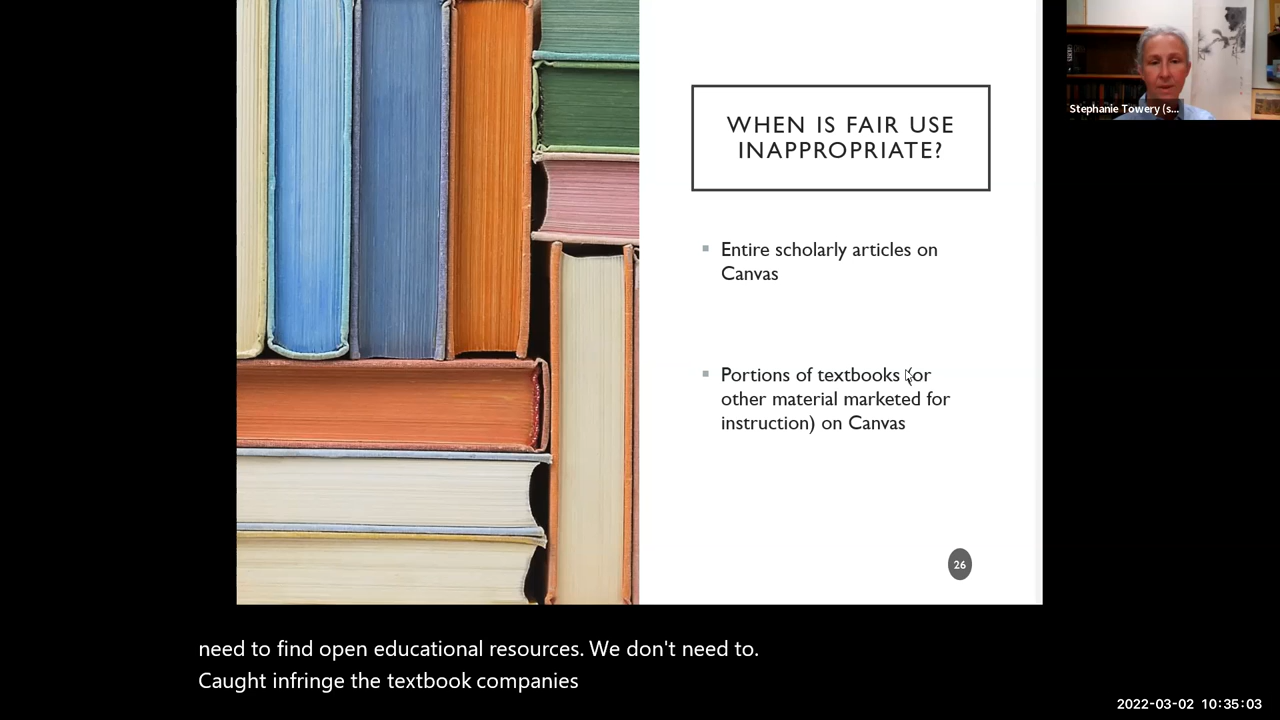 Stephanie Towery (s...
WHEN IS FAIR USE
INAPPROPRIATE?
Entire scholarly articles on
Canvas
Portions of textbooks (or
other material marketed for
instruction) on Canvas
26
need to find open educational resources. We don't need to.
Caught infringe the textbook companies
2022-03-02 10:35:03